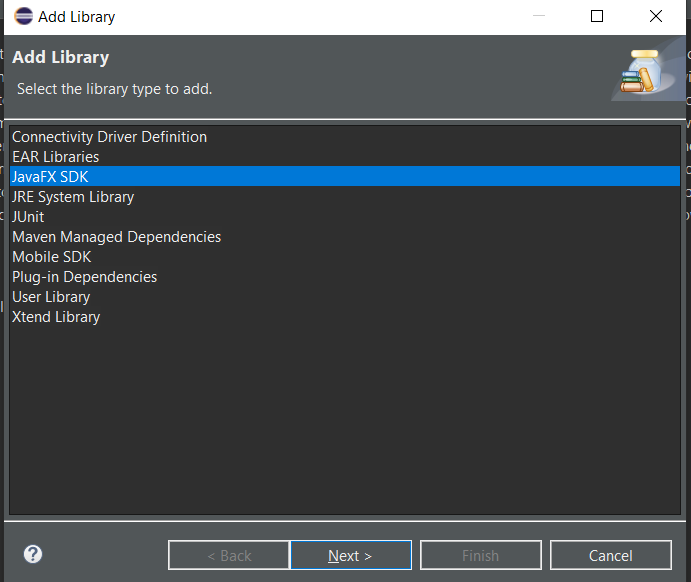 Add Library
Add Library
Select the library type to add.
Connectivity Driver Definition
EAR Libraries
JavaFX SDK
JRE System Library
JUnit
Maven Managed Dependencies
Mobile SDK
Plug-in Dependencies
User Library
Xtend Library
?
< Back
Next >
Finish
Cancel